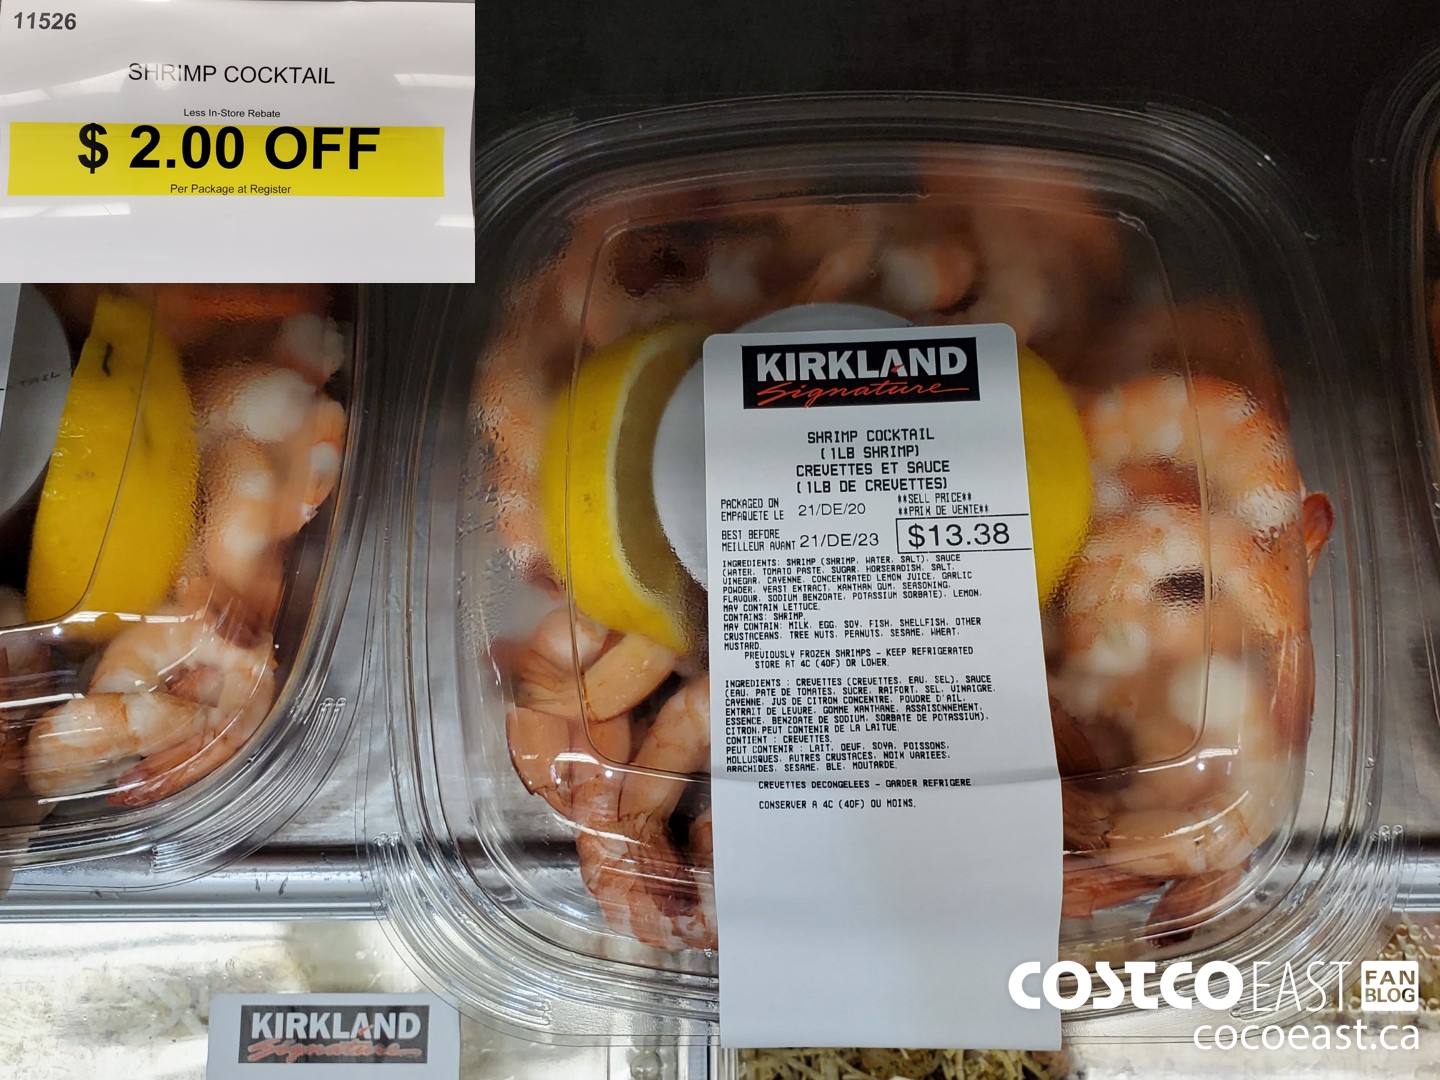 11526
SHRIMP COCKTAIL
Less In-Store Rebate
$ 2.00 OFF
Per Package at Register
KIRKLAND
Signature
SHRIMP COCKTAIL
(1LB SHRIMP)
CREVETTES ET SAUCE
(1LB DE CREVETTES)
PACKAGED ON
EMPAQUETE LE
21/DE/20
**SELL PRICE**
**PRIX DE VENTE**
BEST BEFORE
MEILLEUR AVANT
21/DE/23
$13.38
INGREDIENTS: SHRIMP (SHRIMP, WATER, SALT), SAUCE
(WATER, TOMATO PASTE, SUGAR, HORSERADISH, SALT,
VINEGAR, CAYENNE, CONCENTRATED LEMON JUICE, GARLIC
POWDER, YEAST EXTRACT, XANTHAN GUM, SEASONING,
FLAVOUR, SODIUM BENZOATE, POTASSIUM SORBATE), LEMON.
MAY CONTAIN LETTUCE.
CONTAINS: SHRIMP.
MAY CONTAIN: MILK, EGG, SOY, FISH, SHELLFISH, OTHER
CRUSTACEANS, TREE NUTS, PEANUTS, SESAME, WHEAT,
MUSTARD.
PREVIOUSLY FROZEN SHRIMPS - KEEP REFRIGERATED
STORE AT 4C (40F) OR LOWER.
INGREDIENTS : CREVETTES (CREVETTES, EAU, SEL), SAUCE
(EAU, PATE DE TOMATES, SUCRE, RAIFORT, SEL, VINAIGRE,
CAYENNE, JUS DE CITRON CONCENTRE, POUDRE D'AIL,
EXTRAIT DE LEVURE, GOMME XANTHANE, ASSAISONNEMENT,
ESSENCE, BENZOATE DE SODIUM, SORBATE DE POTASSIUM),
CITRON.PEUT CONTENIR DE LA LAITUE.
CONTIENT : CREVETTES.
PEUT CONTENIR : LAIT, OEUF, SOYA, POISSONS,
MOLLUSQUES, AUTRES CRUSTACES, NOIX VARIEES,
ARACHIDES, SESAME, BLE, MOUTARDE.
CREVETTES DECONGELEES - GARDER REFRIGERE
CONSERVER A 4C (40F) OU MOINS.
KIRKLAND
Signature
COSTCO EAST FAN BLOG
cocoeast.ca